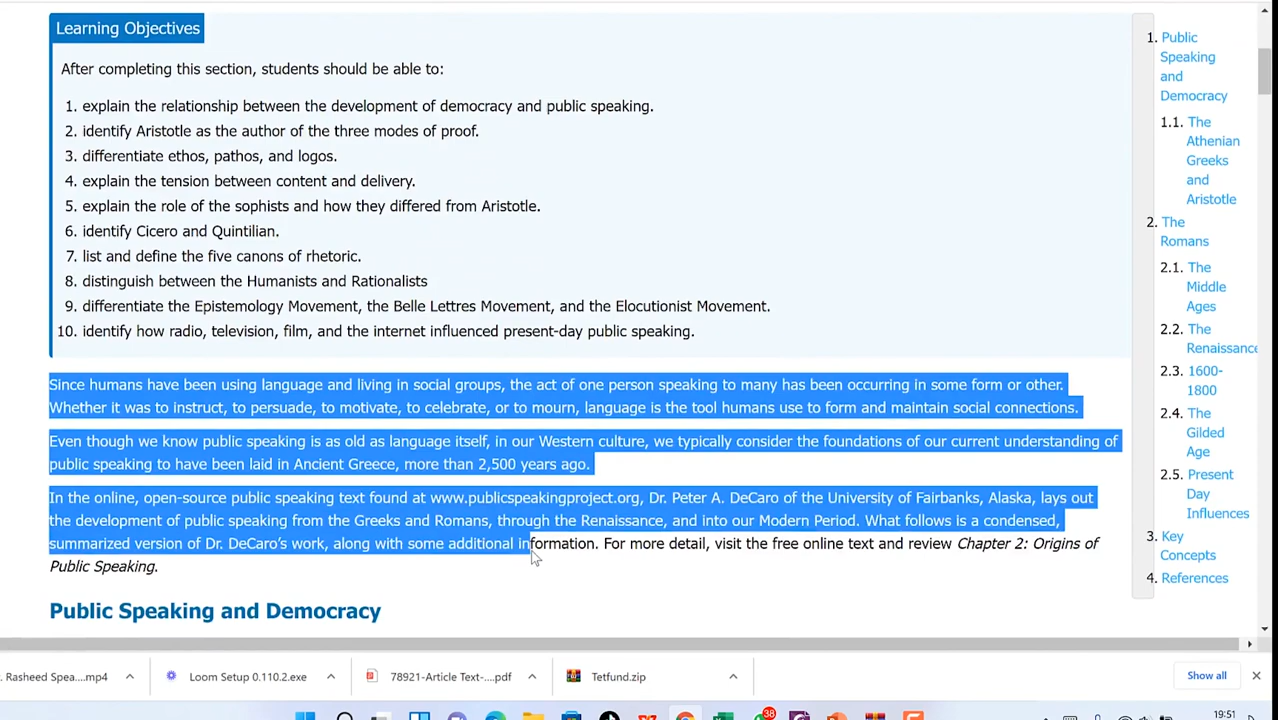 Learning Objectives
After completing this section, students should be able to:
1. explain the relationship between the development of democracy and public speaking.
2. identify Aristotle as the author of the three modes of proof.
3. differentiate ethos, pathos, and logos.
4. explain the tension between content and delivery.
5. explain the role of the sophists and how they differed from Aristotle.
6. identify Cicero and Quintilian.
7. list and define the five canons of rhetoric.
8. distinguish between the Humanists and Rationalists
9. differentiate the Epistemology Movement, the Belle Lettres Movement, and the Elocutionist Movement.
10. identify how radio, television, film, and the internet influenced present-day public speaking.
Since humans have been using language and living in social groups, the act of one person speaking to many has been occurring in some form or other.
Whether it was to instruct, to persuade, to motivate, to celebrate, or to mourn, language is the tool humans use to form and maintain social connections.
Even though we know public speaking is as old as language itself, in our Western culture, we typically consider the foundations of our current understanding of
public speaking to have been laid in Ancient Greece, more than 2,500 years ago.
In the online, open-source public speaking text found at www.publicspeakingproject.org, Dr. Peter A. DeCaro of the University of Fairbanks, Alaska, lays out
the development of public speaking from the Greeks and Romans, through the Renaissance, and into our Modern Period. What follows is a condensed,
summarized version of Dr. DeCaro's work, along with some additional information. For more detail, visit the free online text and review Chapter 2: Origins of
Public Speaking.
Public Speaking and Democracy
1. Public
Speaking
and
Democracy
1.1. The
Athenian
Greeks
and
Aristotle
2. The
Romans
2.1. The
Middle
Ages
2.2. The
Renaissance
2.3. 1600-
1800
2.4. The
Gilded
Age
2.5. Present
Day
Influences
3. Key
Concepts
4. References
. Rasheed Spea....mp4
Loom Setup 0.110.2.exe
78921-Article Text-....pdf
Tetfund.zip
Show all
38
19:51